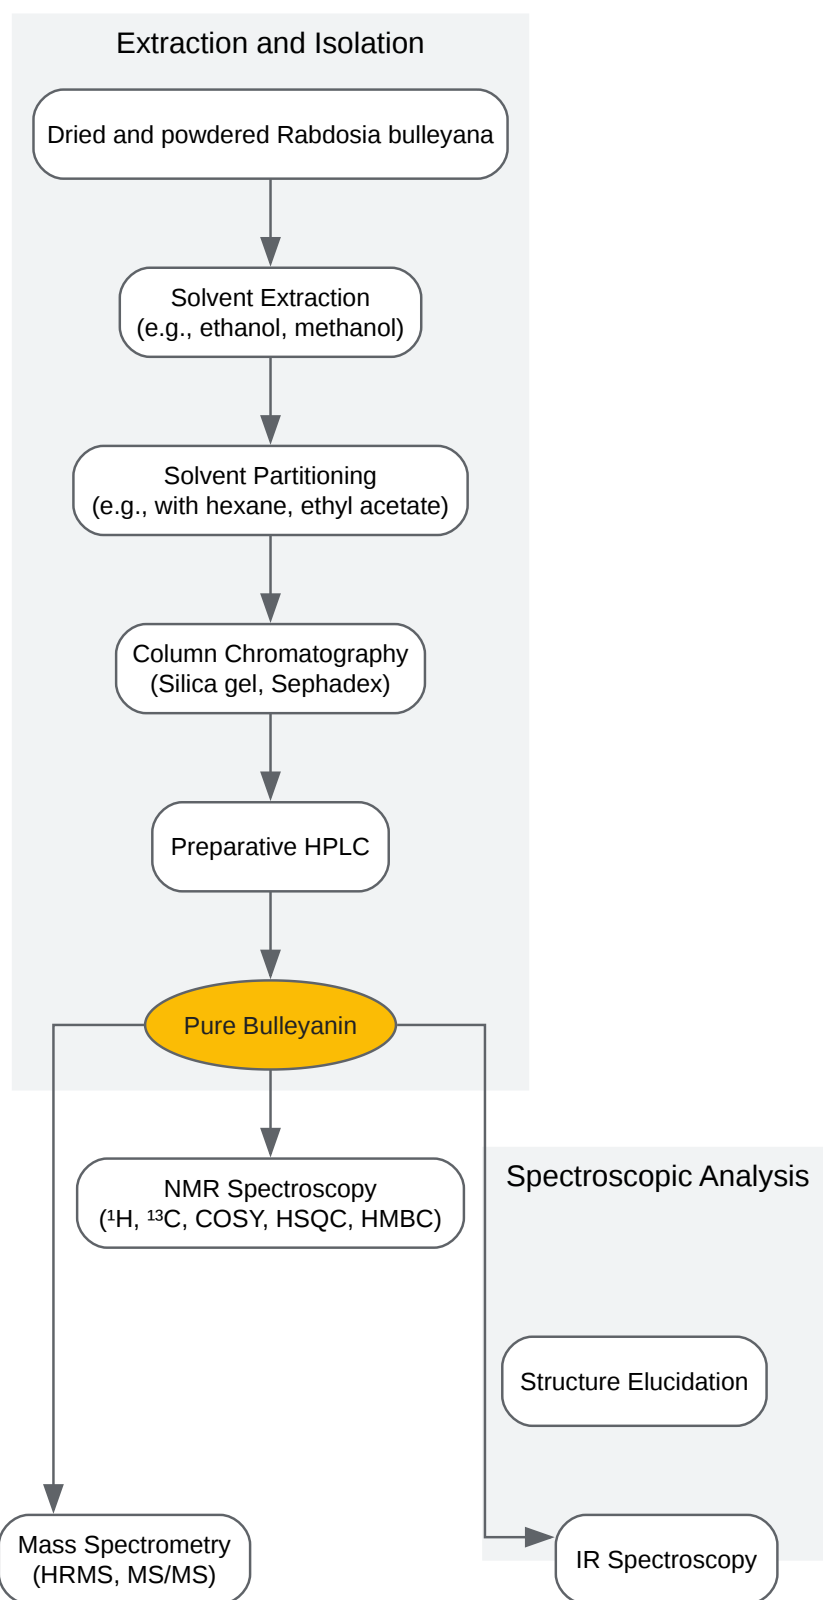 Extraction and Isolation
Dried and powdered Rabdosia bulleyana
Solvent Extraction
(e.g., ethanol, methanol)
Solvent Partitioning
(e.g., with hexane, ethyl acetate)
Column Chromatography
(Silica gel, Sephadex)
Preparative HPLC
Pure Bulleyanin
NMR Spectroscopy
(¹H, ¹³C, COSY, HSQC, HMBC)
Spectroscopic Analysis
Structure Elucidation
Mass Spectrometry
(HRMS, MS/MS)
IR Spectroscopy